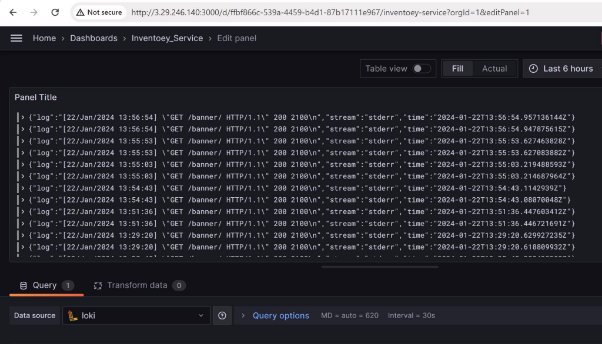 Not secure http://3.29.246.140:3000/d/ffbf866c-539a-4459-b4d1-87b17111e967/inventoey-service?orgId=1&editPanel=1
Home > Dashboards > Inventoey_Service > Edit panel
Table view Fill Actual Last 6 hours
Panel Title
> {"log":"[22/Jan/2024 13:56:54] \"GET /banner/ HTTP/1.1\" 200 2100\n","stream":"stderr","time":"2024-01-22T13:56:54.957136144Z"}
> {"log":"[22/Jan/2024 13:56:54] \"GET /banner/ HTTP/1.1\" 200 2100\n","stream":"stderr","time":"2024-01-22T13:56:54.947875615Z"}
> {"log":"[22/Jan/2024 13:55:53] \"GET /banner/ HTTP/1.1\" 200 2100\n","stream":"stderr","time":"2024-01-22T13:55:53.627463828Z"}
> {"log":"[22/Jan/2024 13:55:53] \"GET /banner/ HTTP/1.1\" 200 2100\n","stream":"stderr","time":"2024-01-22T13:55:53.627083882Z"}
> {"log":"[22/Jan/2024 13:55:03] \"GET /banner/ HTTP/1.1\" 200 2100\n","stream":"stderr","time":"2024-01-22T13:55:03.219488593Z"}
> {"log":"[22/Jan/2024 13:55:03] \"GET /banner/ HTTP/1.1\" 200 2100\n","stream":"stderr","time":"2024-01-22T13:55:03.214687964Z"}
> {"log":"[22/Jan/2024 13:54:43] \"GET /banner/ HTTP/1.1\" 200 2100\n","stream":"stderr","time":"2024-01-22T13:54:43.1142939Z"}
> {"log":"[22/Jan/2024 13:54:43] \"GET /banner/ HTTP/1.1\" 200 2100\n","stream":"stderr","time":"2024-01-22T13:54:43.08070048Z"}
> {"log":"[22/Jan/2024 13:51:36] \"GET /banner/ HTTP/1.1\" 200 2100\n","stream":"stderr","time":"2024-01-22T13:51:36.447603412Z"}
> {"log":"[22/Jan/2024 13:51:36] \"GET /banner/ HTTP/1.1\" 200 2100\n","stream":"stderr","time":"2024-01-22T13:51:36.446721691Z"}
> {"log":"[22/Jan/2024 13:29:20] \"GET /banner/ HTTP/1.1\" 200 2100\n","stream":"stderr","time":"2024-01-22T13:29:20.629927235Z"}
> {"log":"[22/Jan/2024 13:29:20] \"GET /banner/ HTTP/1.1\" 200 2100\n","stream":"stderr","time":"2024-01-22T13:29:20.618809932Z"}
Query 1 Transform data 0
Data source loki > Query options MD = auto = 620 Interval = 30s